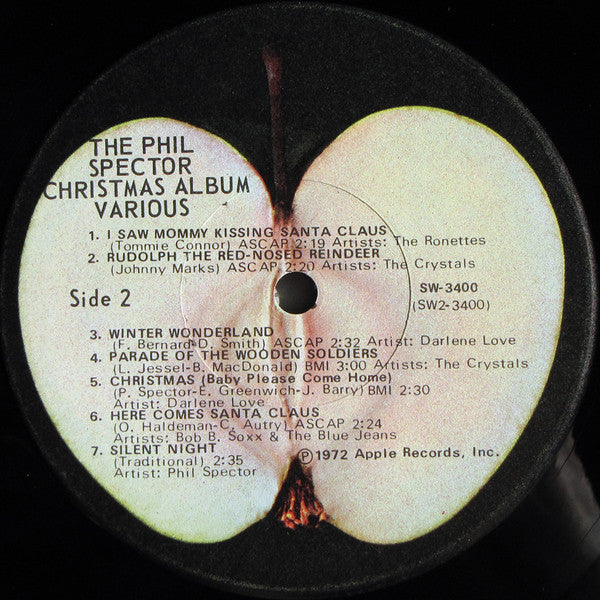 THE PHIL
SPECTOR
CHRISTMAS ALBUM
VARIOUS
1. I SAW MOMMY KISSING SANTA CLAUS
(Tommie Connor) ASCAP 2:19 Artists: The Ronettes
2. RUDOLPH THE RED-NOSED REINDEER
(Johnny Marks) ASCAP 2:20 Artists: The Crystals
Side 2
SW-3400
(SW2-3400)
3. WINTER WONDERLAND
(F. Bernard-D. Smith) ASCAP 2:32 Artist: Darlene Love
4. PARADE OF THE WOODEN SOLDIERS
(L. Jessel-B. MacDonald) BMI 3:00 Artists: The Crystals
5. CHRISTMAS (Baby Please Come Home)
(P. Spector-E. Greenwich-J. Barry) BMI 2:30
Artist: Darlene Love
6. HERE COMES SANTA CLAUS
(O. Haldeman-C. Autry) ASCAP 2:24
Artists: Bob B. Soxx & The Blue Jeans
7. SILENT NIGHT
(Traditional) 2:35
Artist: Phil Spector
Ⓟ1972 Apple Records, Inc.